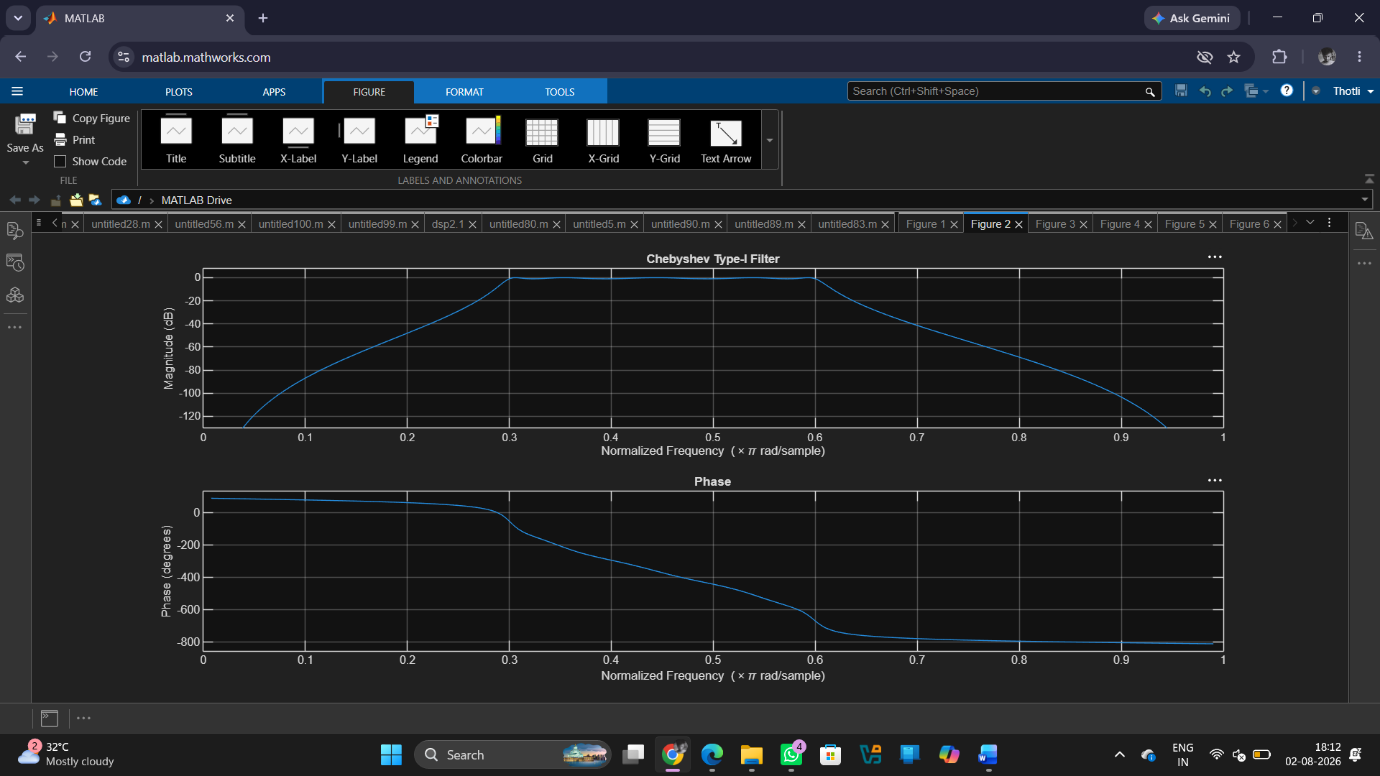 MATLAB
Ask Gemini
matlab.mathworks.com
HOME PLOTS APPS FIGURE FORMAT TOOLS
Search (Ctrl+Shift+Space)
Thotli
Save As
Copy Figure
Print
Show Code
FILE
Title Subtitle X-Label Y-Label Legend Colorbar Grid X-Grid Y-Grid Text Arrow
LABELS AND ANNOTATIONS
/ › MATLAB Drive
untitled28.m untitled56.m untitled100.m untitled99.m dsp2.1 untitled80.m untitled5.m untitled90.m untitled89.m untitled83.m Figure 1 Figure 2 Figure 3 Figure 4 Figure 5 Figure 6
Chebyshev Type-I Filter
Magnitude (dB)
0
-20
-40
-60
-80
-100
-120
0 0.1 0.2 0.3 0.4 0.5 0.6 0.7 0.8 0.9 1
Normalized Frequency (× π rad/sample)
Phase
Phase (degrees)
0
-200
-400
-600
-800
0 0.1 0.2 0.3 0.4 0.5 0.6 0.7 0.8 0.9 1
Normalized Frequency (× π rad/sample)
2
32°C
Mostly cloudy
Search
4
ENG
IN
18:12
02-08-2026